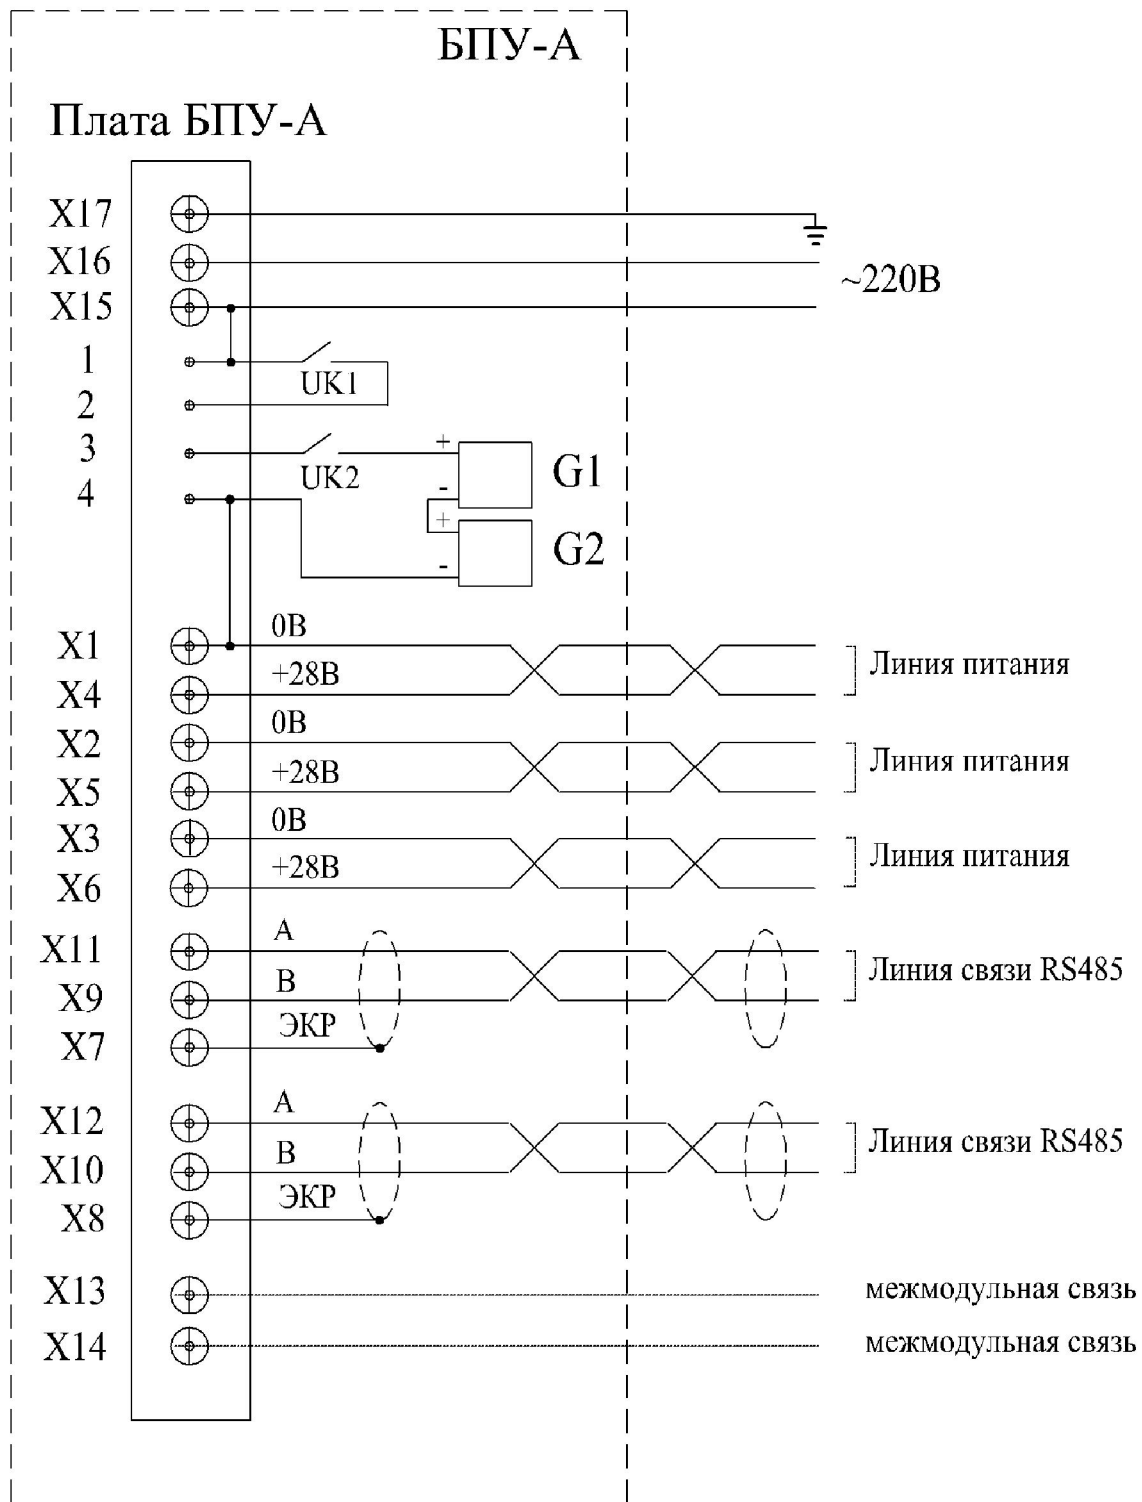 БПУ-А
Плата БПУ-А
X17
X16
~220В
X15
1
UK1
2
3
+
UK2
G1
4
-
+
G2
-
0В
X1
Линия питания
+28В
X4
0В
X2
Линия питания
+28В
X5
0В
X3
Линия питания
+28В
X6
А
X11
Линия связи RS485
В
X9
ЭКР
X7
А
X12
Линия связи RS485
В
X10
ЭКР
X8
X13
межмодульная связь
X14
межмодульная связь